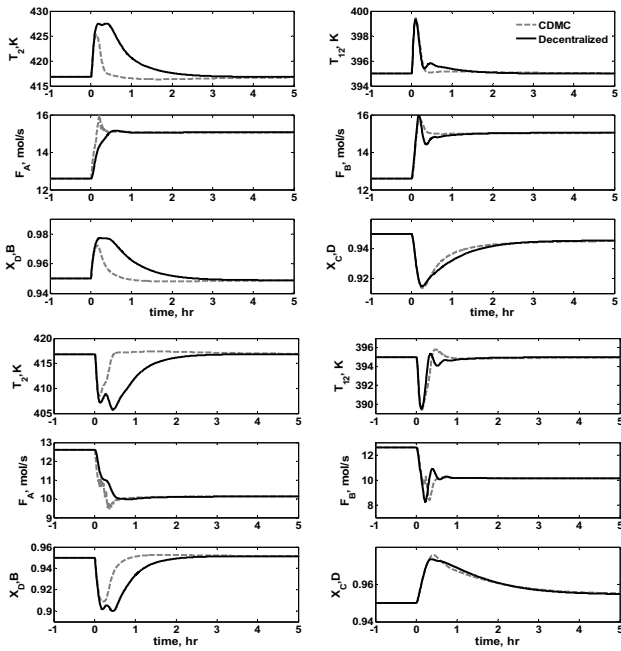 430
425
420
415
T2, K
-1 0 1 2 3 4 5
400
398
396
394
T12, K
CDMC
Decentralized
-1 0 1 2 3 4 5
16
14
12
FA, mol/s
-1 0 1 2 3 4 5
16
14
12
FB, mol/s
-1 0 1 2 3 4 5
0.98
0.96
0.94
XD,B
-1 0 1 2 3 4 5
time, hr
0.94
0.92
XC,D
-1 0 1 2 3 4 5
time, hr
420
415
410
405
T2,K
-1 0 1 2 3 4 5
395
390
T12, K
-1 0 1 2 3 4 5
13
12
11
10
9
FA, mol/s
-1 0 1 2 3 4 5
12
10
8
FB, mol/s
-1 0 1 2 3 4 5
0.96
0.94
0.92
0.9
XD,B
-1 0 1 2 3 4 5
time, hr
0.96
0.94
XC,D
-1 0 1 2 3 4 5
time, hr